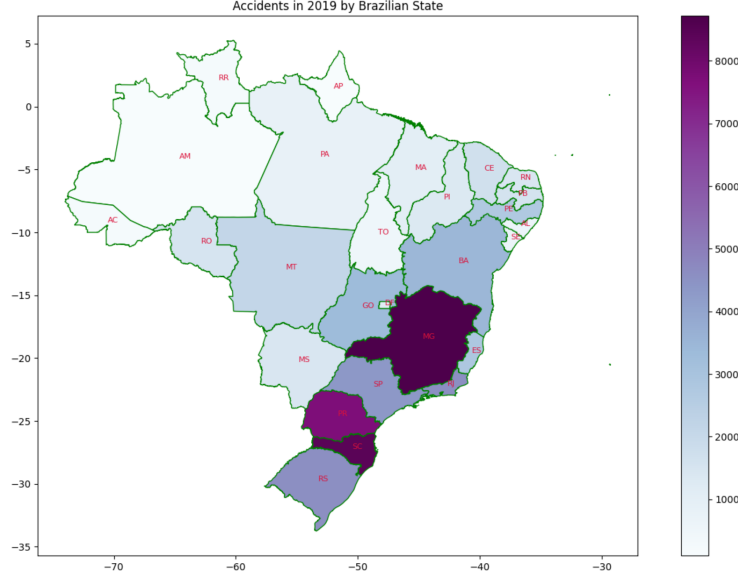 Accidents in 2019 by Brazilian State
5
0
−5
−10
−15
−20
−25
−30
−35
−70
−60
−50
−40
−30
RR
AP
AM
PA
MA
CE
RN
PB
PI
PE
AL
SE
AC
TO
RO
BA
MT
GO
DF
MG
ES
MS
SP
RJ
PR
SC
RS
8000
7000
6000
5000
4000
3000
2000
1000